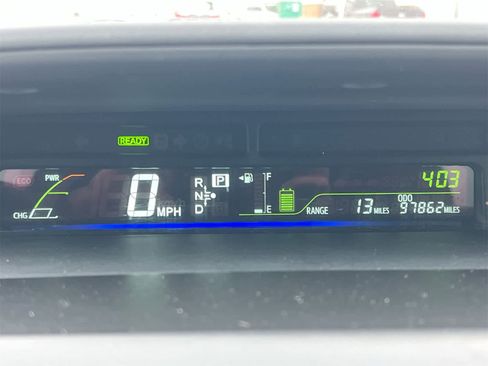 READY
ECO
PWR
CHG
0 MPH
R
N
D
P
F
E
403
RANGE 13 MILES
ODO
97862 MILES